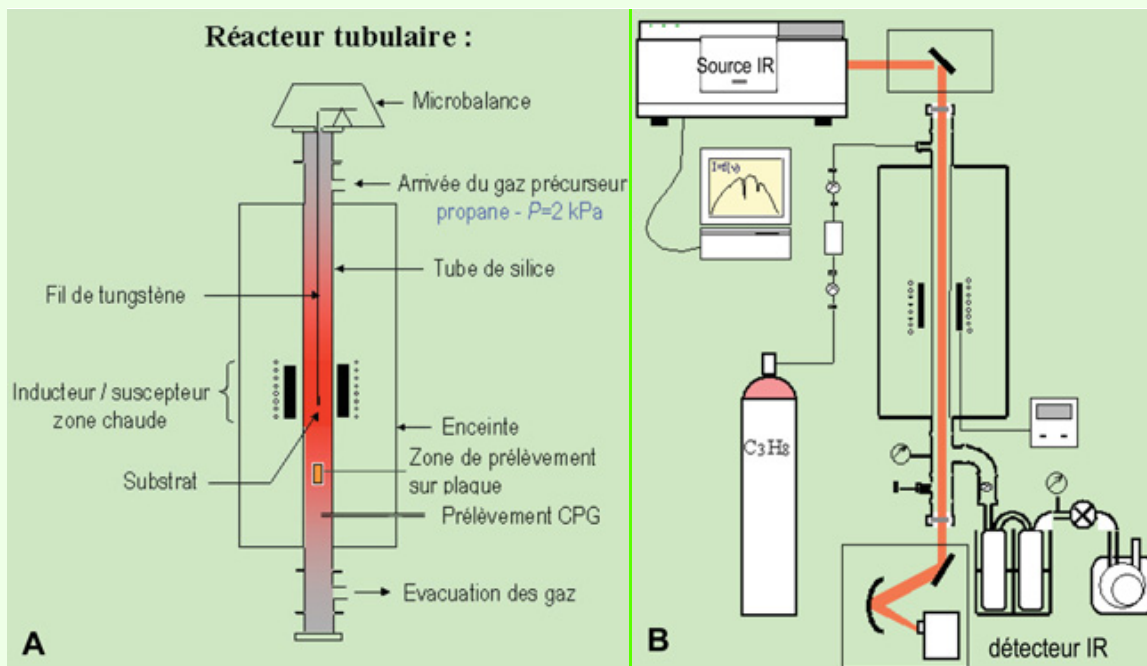 Réacteur tubulaire :
Microbalance
Arrivée du gaz précurseur
propane - P=2 kPa
Tube de silice
Fil de tungstène
Inducteur / suscepteur
zone chaude
Enceinte
Substrat
Zone de prélèvement
sur plaque
Prélèvement CPG
Evacuation des gaz
A
Source IR
I=f(ν)
C3H8
détecteur IR
B